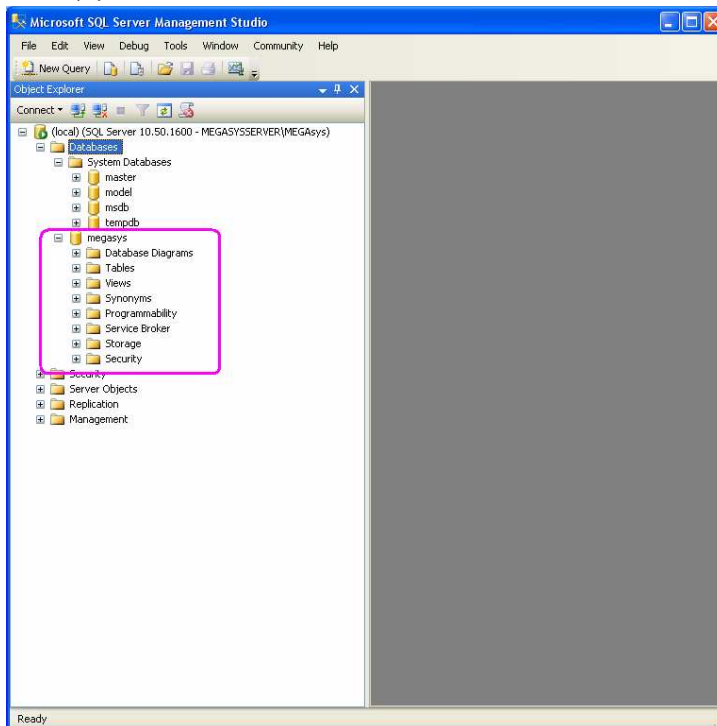 Microsoft SQL Server Management Studio
File Edit View Debug Tools Window Community Help
New Query
Object Explorer
Connect
(local) (SQL Server 10.50.1600 - MEGASYSSERVER\MEGAsys)
Databases
System Databases
master
model
msdb
tempdb
megasys
Database Diagrams
Tables
Views
Synonyms
Programmability
Service Broker
Storage
Security
Security
Server Objects
Replication
Management
Ready